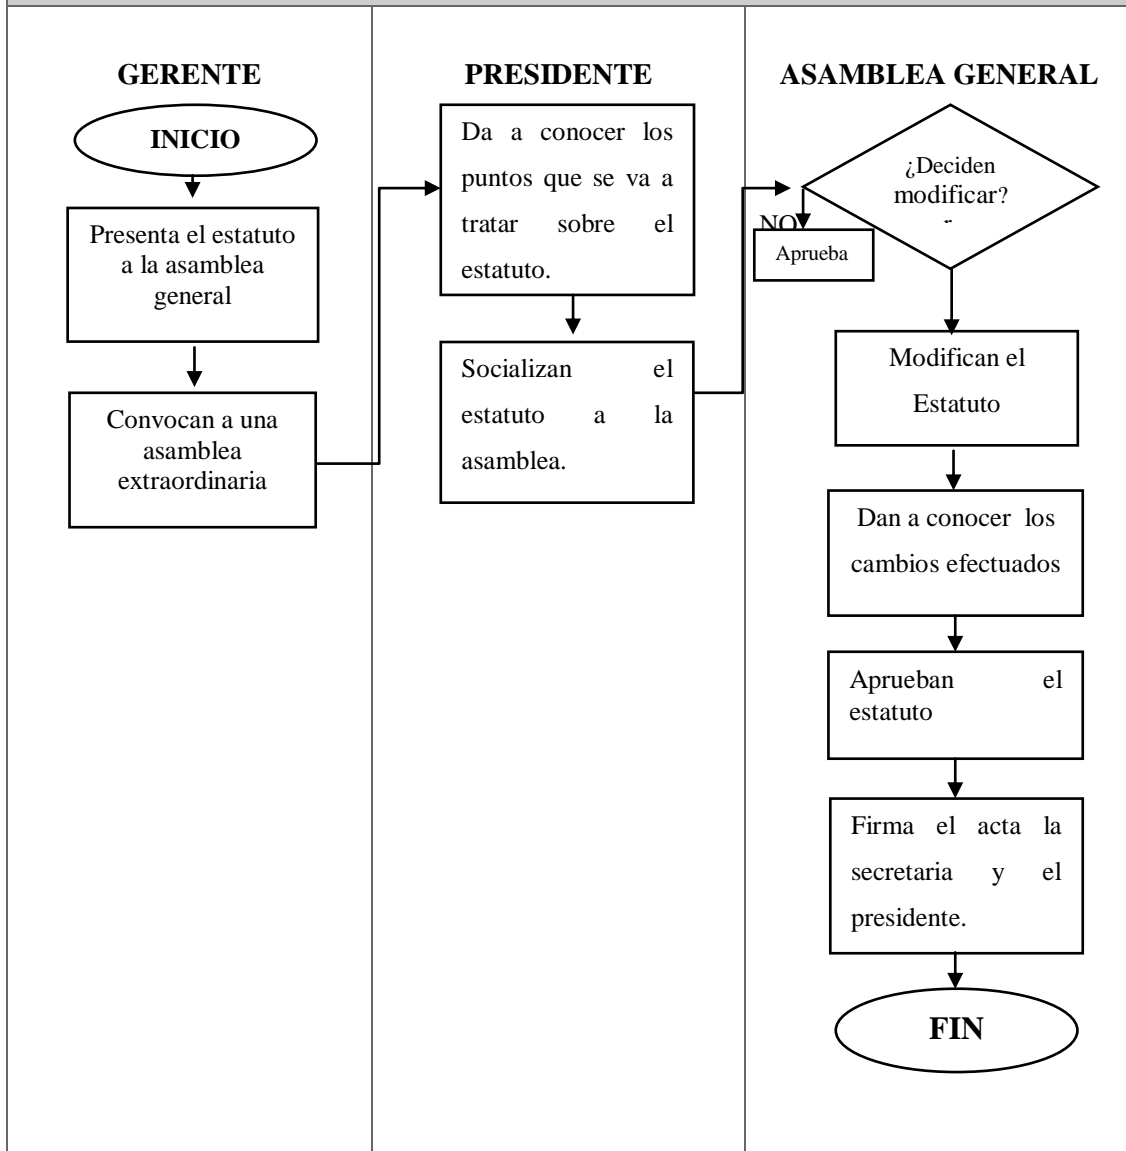 GERENTE
INICIO
Presenta el estatuto
a la asamblea
general
Convocan a una
asamblea
extraordinaria
PRESIDENTE
Da a conocer los
puntos que se va a
tratar sobre el
estatuto.
Socializan el
estatuto a la
asamblea.
ASAMBLEA GENERAL
¿Deciden
modificar?
NO
Aprueba
Modifican el
Estatuto
Dan a conocer los
cambios efectuados
Aprueban el
estatuto
Firma el acta la
secretaria y el
presidente.
FIN